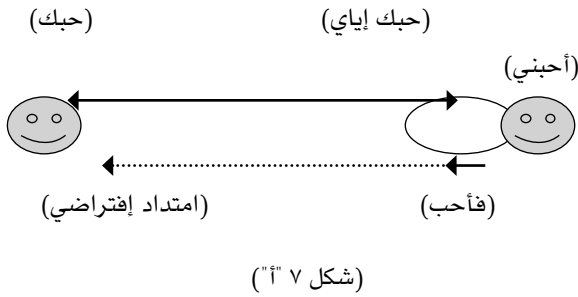 (حبك إياي) (حبك)
(أحبني)
(فأحب) (امتداد إفتراضي)
(شكل ٧ "أ")